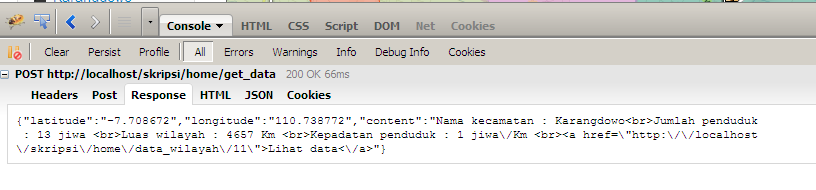 Karangdowo
Console HTML CSS Script DOM Net Cookies
Clear Persist Profile All Errors Warnings Info Debug Info Cookies
POST http://localhost/skripsi/home/get_data 200 OK 66ms
Headers Post Response HTML JSON Cookies
{"latitude":"-7.708672","longitude":"110.738772","content":"Nama kecamatan : Karangdowo<br>Jumlah penduduk
: 13 jiwa <br>Luas wilayah : 4657 Km <br>Kepadatan penduduk : 1 jiwa\/Km <br><a href=\"http:\/\/localhost
\/skripsi\/home\/data_wilayah\/11\">Lihat data<\/a>"}